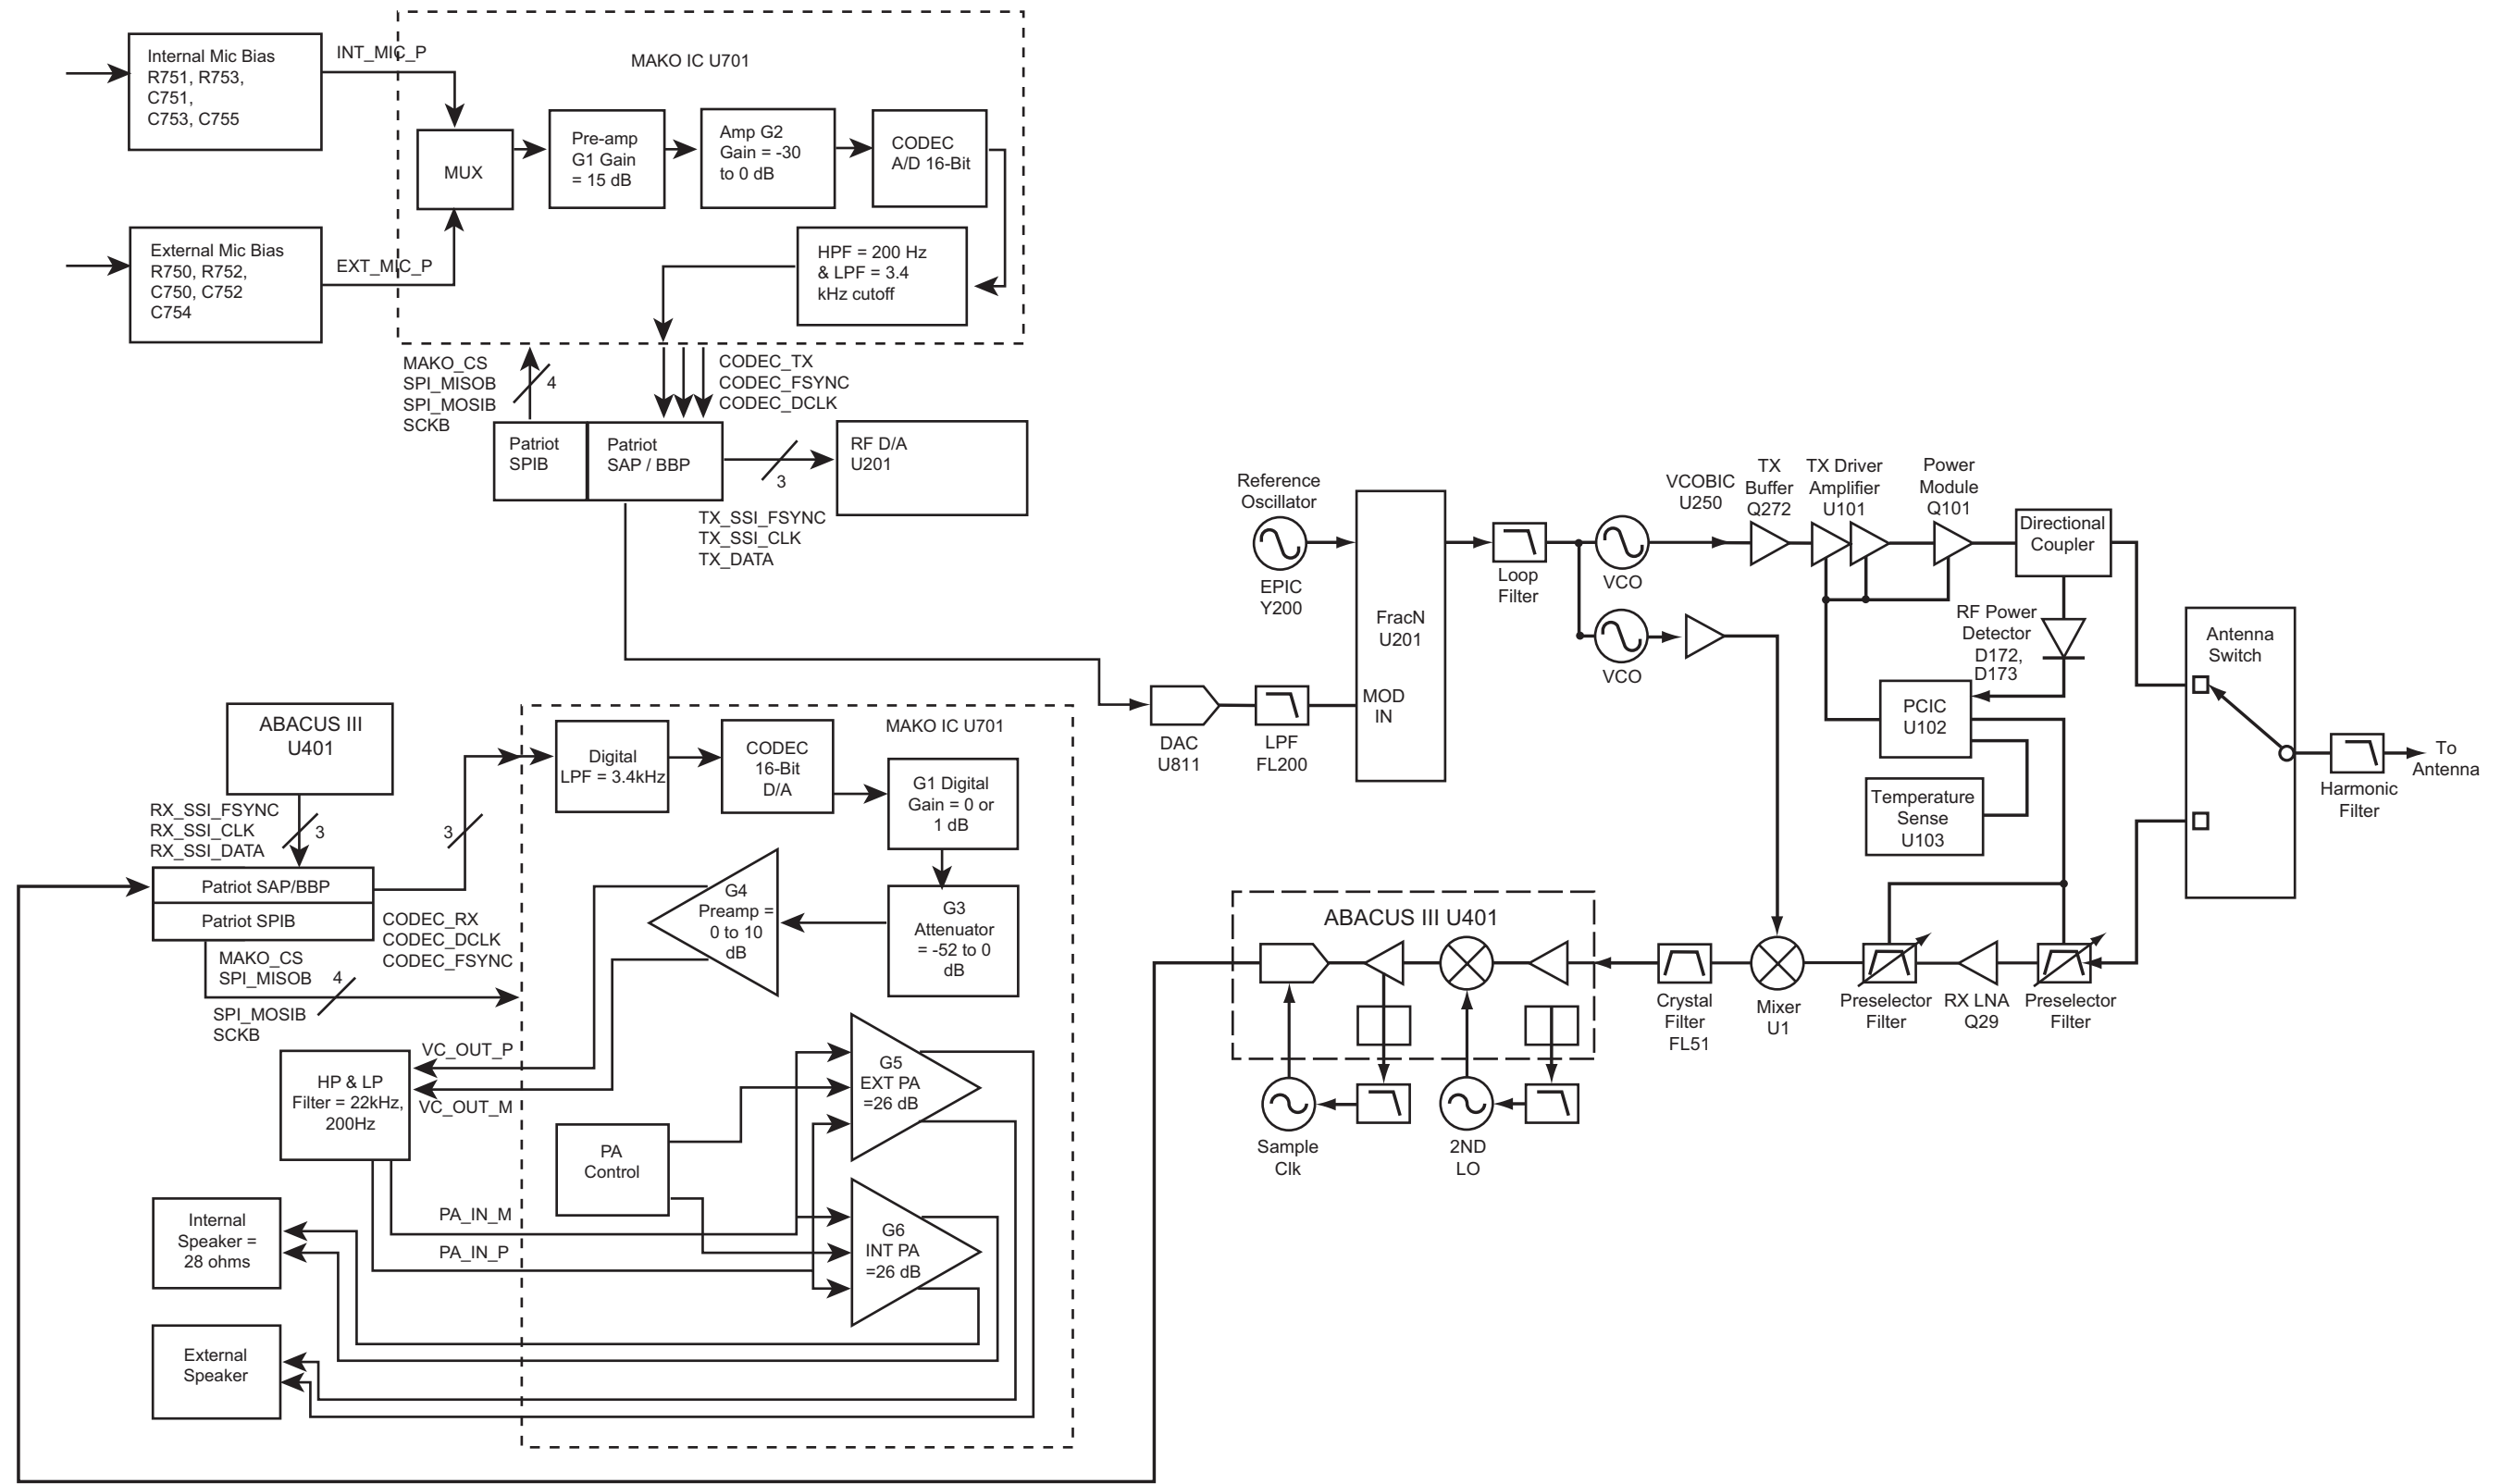 Internal Mic Bias
R751, R753,
C751,
C753, C755
INT_MIC_P
MAKO IC U701
MUX
Pre-amp
G1 Gain
= 15 dB
Amp G2
Gain = -30
to 0 dB
CODEC
A/D 16-Bit
External Mic Bias
R750, R752,
C750, C752
C754
EXT_MIC_P
HPF = 200 Hz
& LPF = 3.4
kHz cutoff
MAKO_CS
SPI_MISOB
SPI_MOSIB
SCKB
4
CODEC_TX
CODEC_FSYNC
CODEC_DCLK
Patriot
SPIB
Patriot
SAP / BBP
3
RF D/A
U201
TX_SSI_FSYNC
TX_SSI_CLK
TX_DATA
Reference
Oscillator
EPIC
Y200
FracN
U201
MOD
IN
Loop
Filter
VCO
VCO
VCOBIC
U250
TX
Buffer
Q272
TX Driver
Amplifier
U101
Power
Module
Q101
Directional
Coupler
RF Power
Detector
D172,
D173
PCIC
U102
Temperature
Sense
U103
Antenna
Switch
Harmonic
Filter
To
Antenna
DAC
U811
LPF
FL200
ABACUS III
U401
RX_SSI_FSYNC
RX_SSI_CLK
RX_SSI_DATA
3
3
Patriot SAP/BBP
Patriot SPIB
CODEC_RX
CODEC_DCLK
CODEC_FSYNC
MAKO_CS
SPI_MISOB
4
SPI_MOSIB
SCKB
MAKO IC U701
Digital
LPF = 3.4kHz
CODEC
16-Bit
D/A
G1 Digital
Gain = 0 or
1 dB
G4
Preamp =
0 to 10
dB
G3
Attenuator
= -52 to 0
dB
VC_OUT_P
VC_OUT_M
HP & LP
Filter = 22kHz,
200Hz
G5
EXT PA
=26 dB
PA
Control
G6
INT PA
=26 dB
PA_IN_M
PA_IN_P
Internal
Speaker =
28 ohms
External
Speaker
ABACUS III U401
Sample
Clk
2ND
LO
Crystal
Filter
FL51
Mixer
U1
Preselector
Filter
RX LNA
Q29
Preselector
Filter